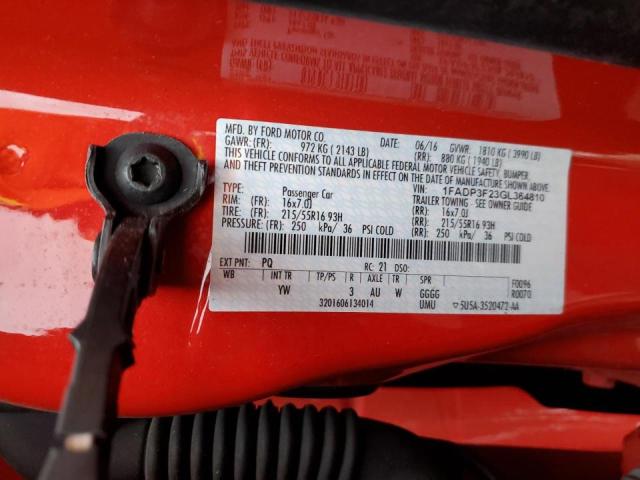 MFD. BY FORD MOTOR CO.
DATE: 06/16 GVWR: 1810 KG ( 3990 LB)
GAWR: (FR) 972 KG ( 2143 LB) (RR): 880 KG ( 1940 LB)
THIS VEHICLE CONFORMS TO ALL APPLICABLE FEDERAL MOTOR VEHICLE SAFETY, BUMPER,
AND THEFT PREVENTION STANDARDS IN EFFECT ON THE DATE OF MANUFACTURE SHOWN ABOVE.
VIN: 1FADP3F23GL364810
TYPE: Passenger Car TRAILER TOWING - SEE OWNER GUIDE
RIM: (FR) 16x7.0J (RR): 16x7.0J
TIRE: (FR) 215/55R16 93H (RR): 215/55R16 93H
PRESSURE: (FR) 250 kPa/ 36 PSI COLD (RR): 250 kPa/ 36 PSI COLD
EXT PNT: PQ RC: 21 DSO:
WB INT TR TP/PS R AXLE TR SPR F0096
YW 3 AU W GGGG R0070
3201606134014 UMU 5U5A-3520472-AA